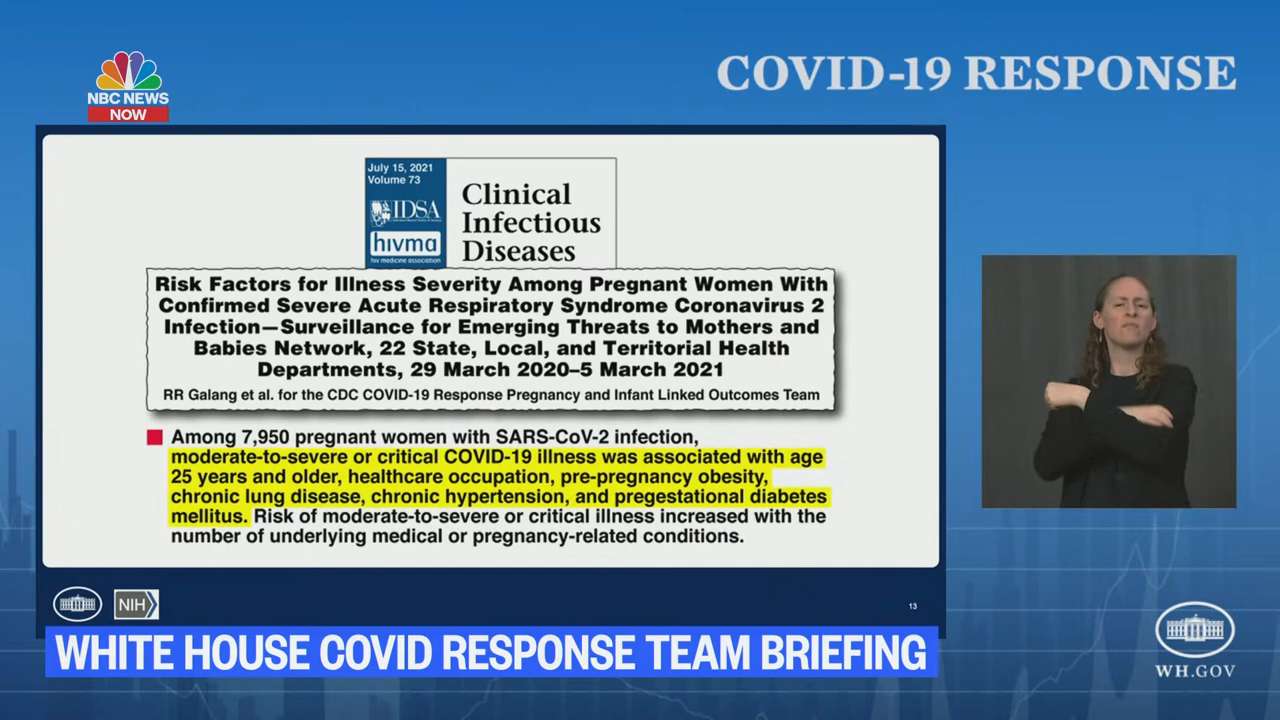 COVID-19 RESPONSE
NBC NEWS
NOW
July 15, 2021
Volume 73
IDSA
hivma
hiv medicine association
Clinical
Infectious
Diseases
Risk Factors for Illness Severity Among Pregnant Women With
Confirmed Severe Acute Respiratory Syndrome Coronavirus 2
Infection—Surveillance for Emerging Threats to Mothers and
Babies Network, 22 State, Local, and Territorial Health
Departments, 29 March 2020–5 March 2021
RR Galang et al. for the CDC COVID-19 Response Pregnancy and Infant Linked Outcomes Team
Among 7,950 pregnant women with SARS-CoV-2 infection,
moderate-to-severe or critical COVID-19 illness was associated with age
25 years and older, healthcare occupation, pre-pregnancy obesity,
chronic lung disease, chronic hypertension, and pregestational diabetes
mellitus. Risk of moderate-to-severe or critical illness increased with the
number of underlying medical or pregnancy-related conditions.
NIH
13
WHITE HOUSE COVID RESPONSE TEAM BRIEFING
WH.GOV